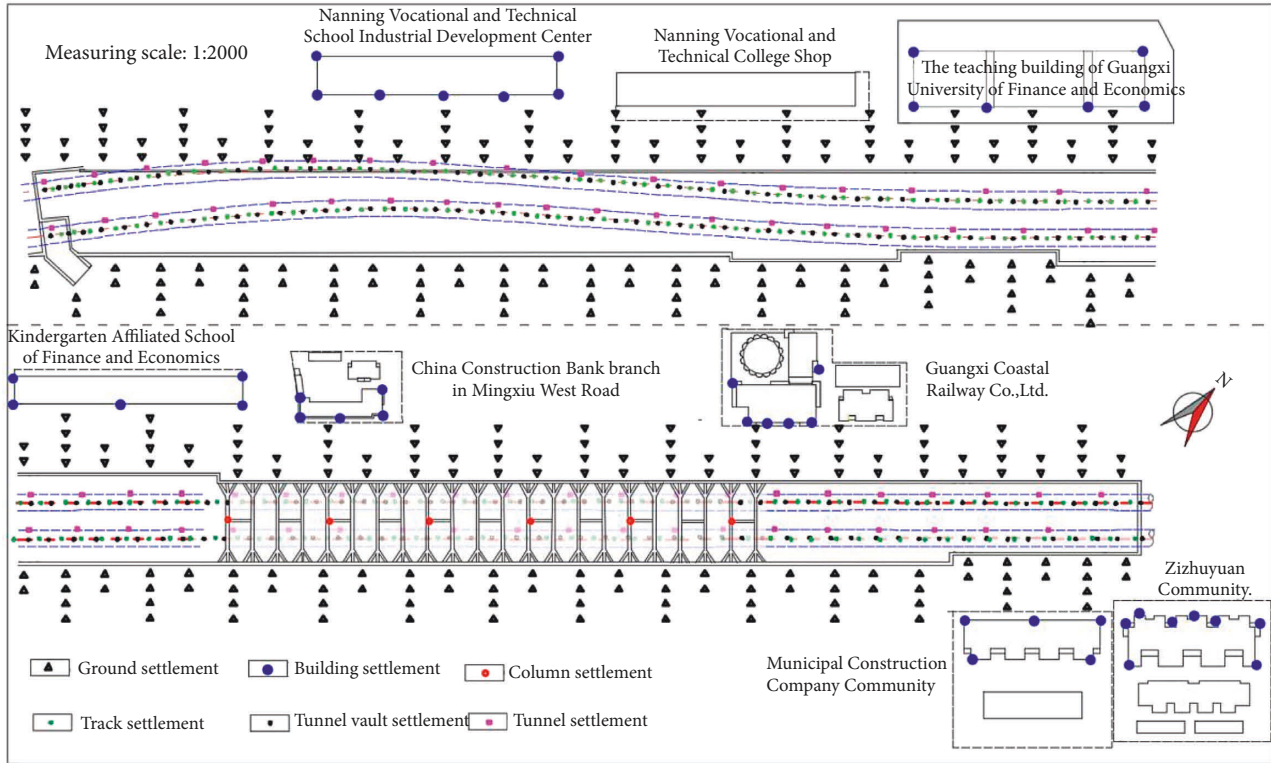 Measuring scale: 1:2000
Nanning Vocational and Technical
School Industrial Development Center
Nanning Vocational and
Technical College Shop
The teaching building of Guangxi
University of Finance and Economics
Kindergarten Affiliated School
of Finance and Economics
China Construction Bank branch
in Mingxiu West Road
Guangxi Coastal
Railway Co.,Ltd.
N
Zizhuyuan
Community.
Municipal Construction
Company Community
Ground settlement
Building settlement
Column settlement
Track settlement
Tunnel vault settlement
Tunnel settlement